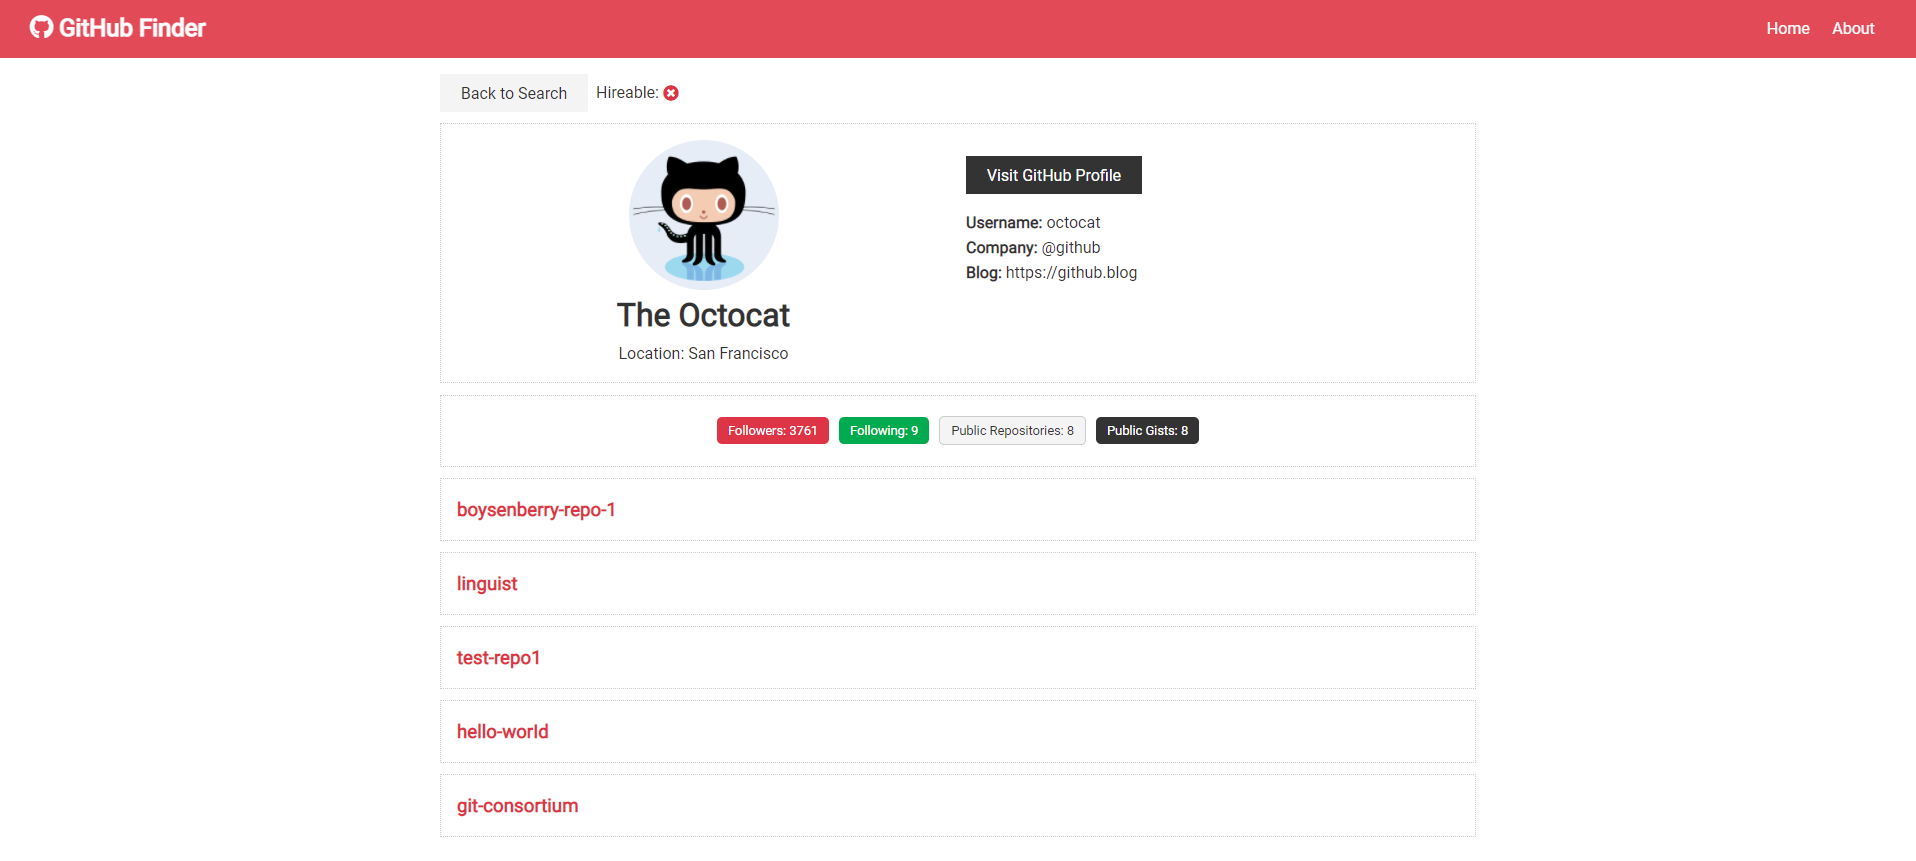 GitHub Finder
Home About
Back to Search Hireable:
Visit GitHub Profile
Username: octocat
Company: @github
Blog: https://github.blog
The Octocat
Location: San Francisco
Followers: 3761 Following: 9 Public Repositories: 8 Public Gists: 8
boysenberry-repo-1
linguist
test-repo1
hello-world
git-consortium